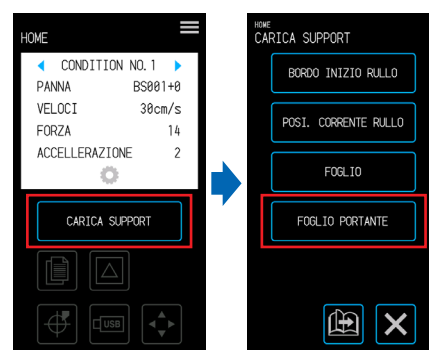 HOME
CONDITION NO.1
PANNA BS001+0
VELOCI 30cm/s
FORZA 14
ACCELLERAZIONE 2
CARICA SUPPORT
USB
HOME
CARICA SUPPORT
BORDO INIZIO RULLO
POSI. CORRENTE RULLO
FOGLIO
FOGLIO PORTANTE